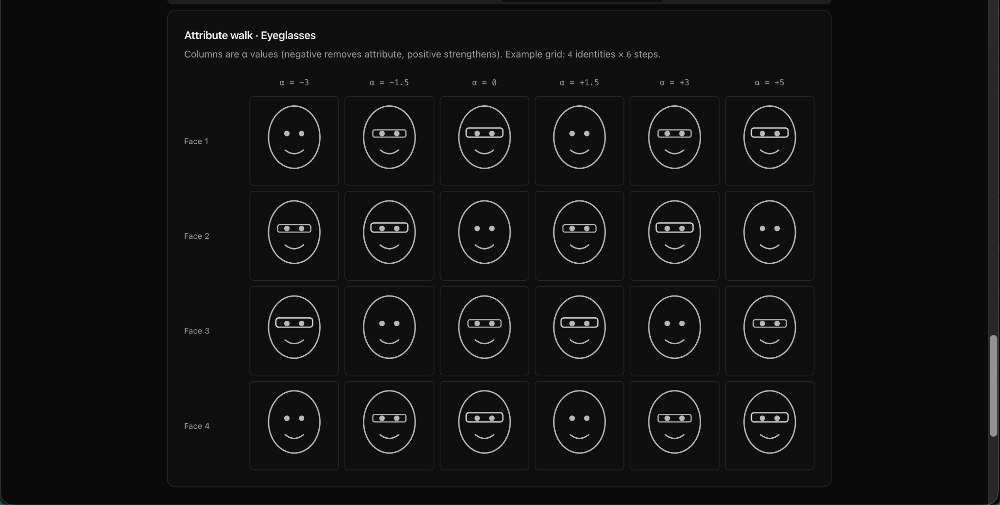 Attribute walk · Eyeglasses
Columns are α values (negative removes attribute, positive strengthens). Example grid: 4 identities × 6 steps.
α = −3 α = −1.5 α = 0 α = +1.5 α = +3 α = +5
Face 1
Face 2
Face 3
Face 4